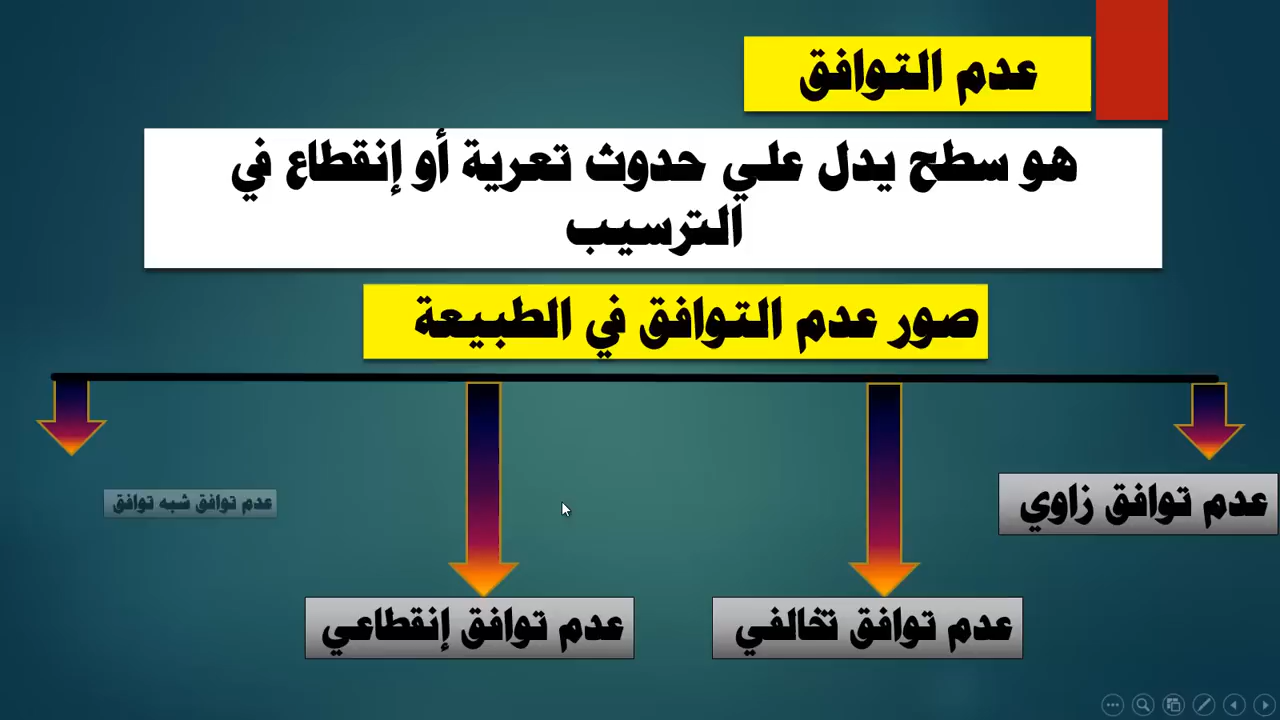 عدم التوافق
هو سطح يدل علي حدوث تعرية أو إنقطاع في
الترسيب
صور عدم التوافق في الطبيعة
عدم توافق زاوي
عدم توافق تخالفي
عدم توافق إنقطاعي
عدم توافق شبه توافق